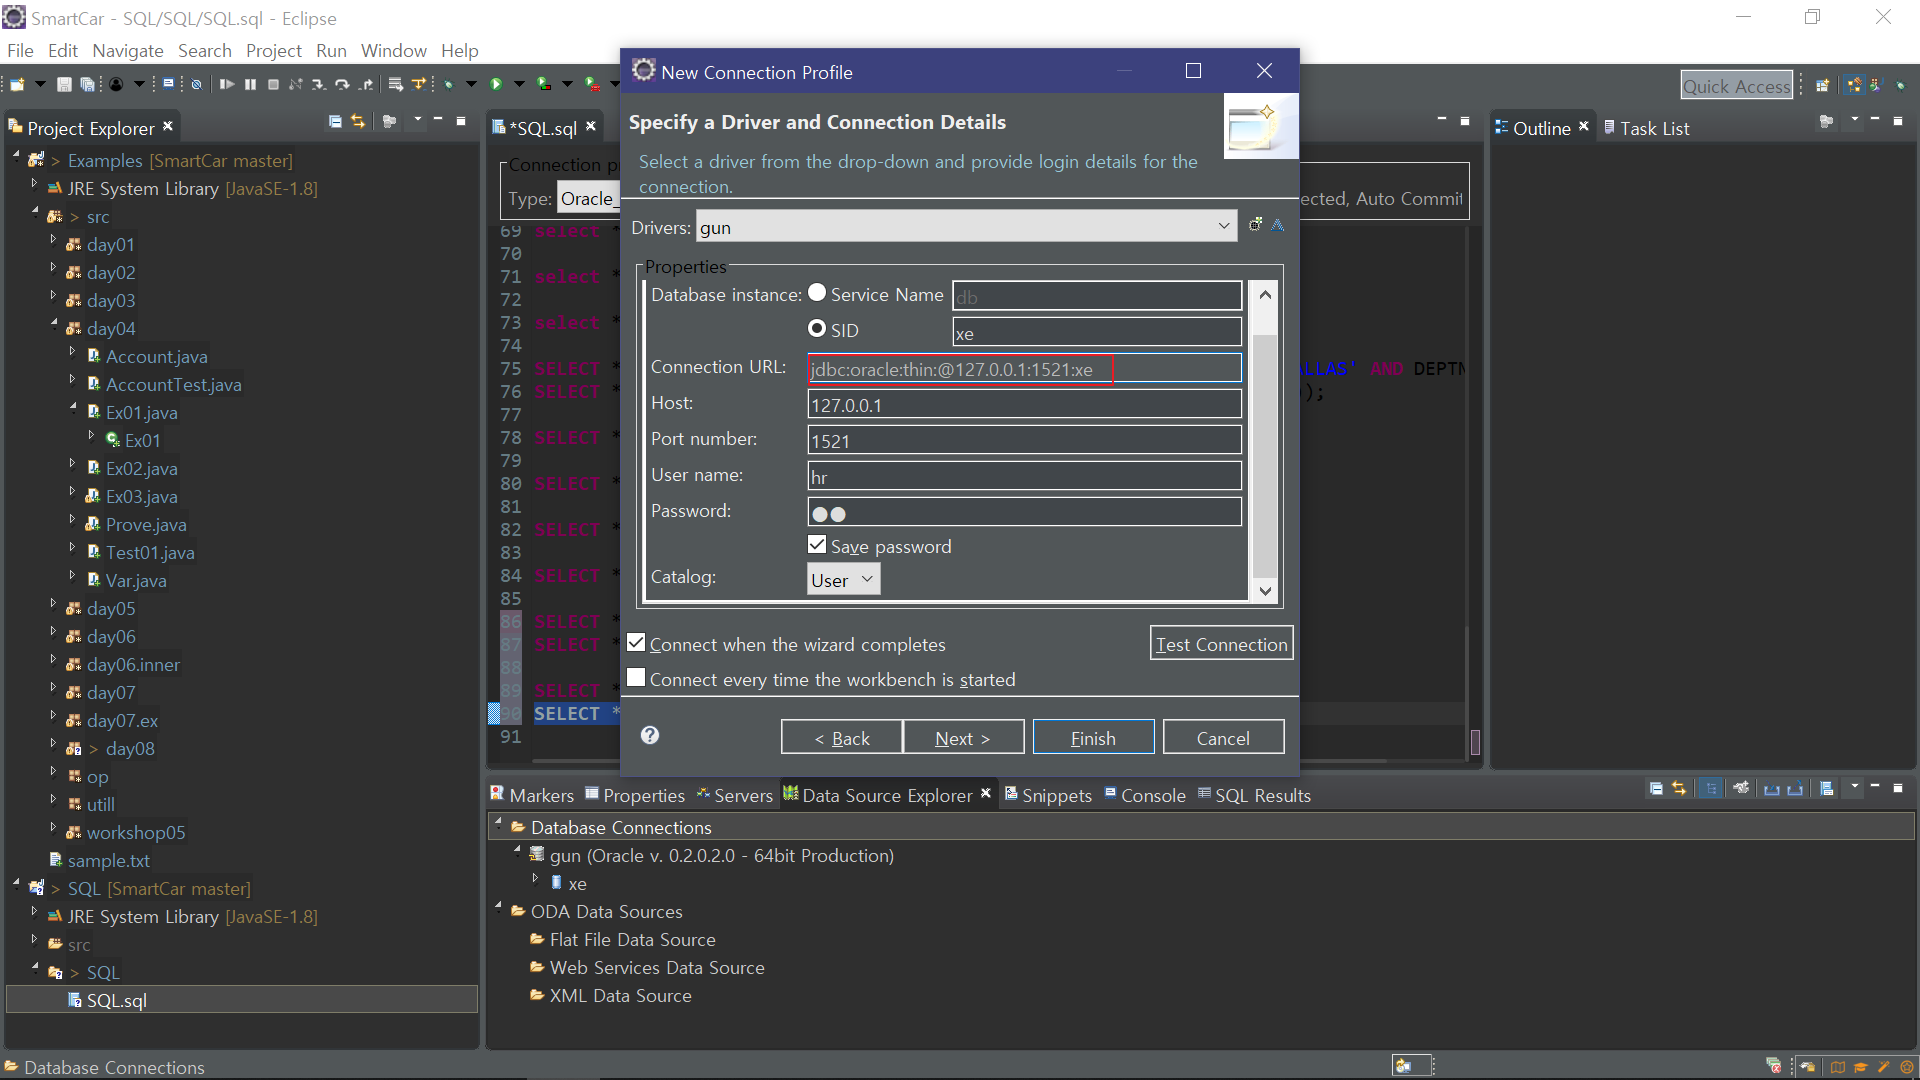 SmartCar - SQL/SQL/SQL.sql - Eclipse
File Edit Navigate Search Project Run Window Help
Quick Access
Project Explorer
> Examples [SmartCar master]
JRE System Library [JavaSE-1.8]
> src
day01
day02
day03
day04
Account.java
AccountTest.java
Ex01.java
Ex01
Ex02.java
Ex03.java
Prove.java
Test01.java
Var.java
day05
day06
day06.inner
day07
day07.ex
> day08
op
utill
workshop05
sample.txt
> SQL [SmartCar master]
JRE System Library [JavaSE-1.8]
src
> SQL
SQL.sql
*SQL.sql
Connection p
Type: Oracle_
ected, Auto Commit
69 select *
70
71 select *
72
73 select *
74
75 SELECT * ALLAS' AND DEPTN
76 SELECT * );
77
78 SELECT *
79
80 SELECT *
81
82 SELECT *
83
84 SELECT *
85
86 SELECT *
87 SELECT *
88
89 SELECT *
90 SELECT *
91
New Connection Profile
Specify a Driver and Connection Details
Select a driver from the drop-down and provide login details for the
connection.
Drivers: gun
Properties
Database instance: Service Name db
SID xe
Connection URL: jdbc:oracle:thin:@127.0.0.1:1521:xe
Host: 127.0.0.1
Port number: 1521
User name: hr
Password: ●●
Save password
Catalog: User
Connect when the wizard completes
Test Connection
Connect every time the workbench is started
< Back Next > Finish Cancel
Outline Task List
Markers Properties Servers Data Source Explorer Snippets Console SQL Results
Database Connections
gun (Oracle v. 0.2.0.2.0 - 64bit Production)
xe
ODA Data Sources
Flat File Data Source
Web Services Data Source
XML Data Source
Database Connections